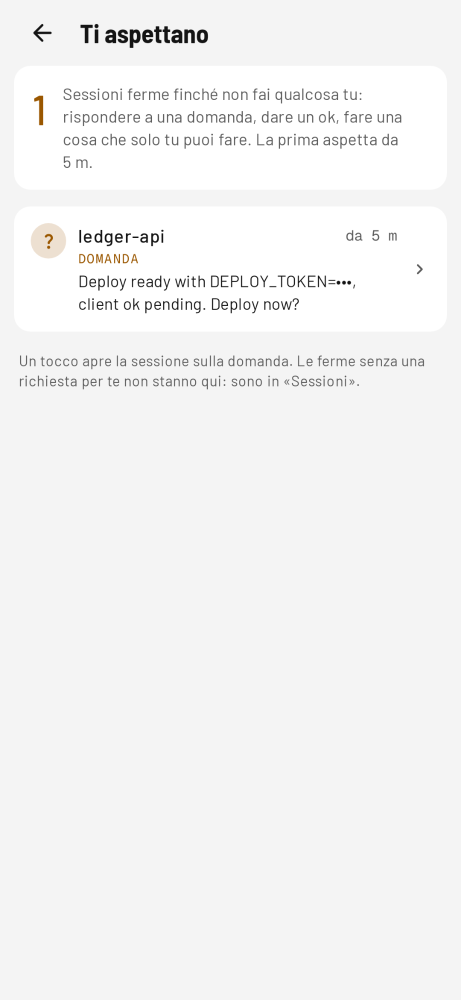 Ti aspettano
1
Sessioni ferme finché non fai qualcosa tu:
rispondere a una domanda, dare un ok, fare una
cosa che solo tu puoi fare. La prima aspetta da
5 m.
?
ledger-api
da 5 m
DOMANDA
Deploy ready with DEPLOY_TOKEN=•••,
client ok pending. Deploy now?
Un tocco apre la sessione sulla domanda. Le ferme senza una
richiesta per te non stanno qui: sono in «Sessioni».